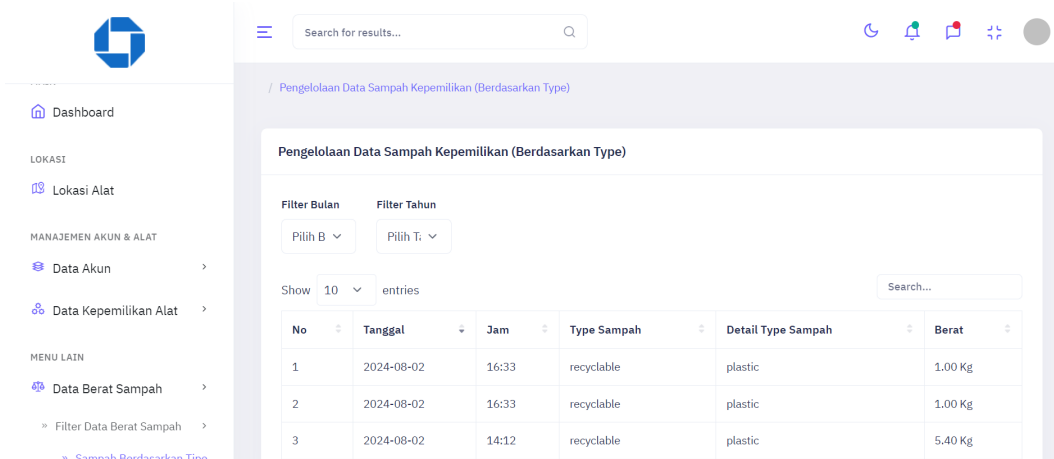 Search for results...
/ Pengelolaan Data Sampah Kepemilikan (Berdasarkan Type)
Dashboard
LOKASI
Lokasi Alat
MANAJEMEN AKUN & ALAT
Data Akun
Data Kepemilikan Alat
MENU LAIN
Data Berat Sampah
» Filter Data Berat Sampah
» Sampah Berdasarkan Tipe
Pengelolaan Data Sampah Kepemilikan (Berdasarkan Type)
Filter Bulan Filter Tahun
Pilih B Pilih Ta
Show 10 entries Search...
No Tanggal Jam Type Sampah Detail Type Sampah Berat
1 2024-08-02 16:33 recyclable plastic 1.00 Kg
2 2024-08-02 16:33 recyclable plastic 1.00 Kg
3 2024-08-02 14:12 recyclable plastic 5.40 Kg